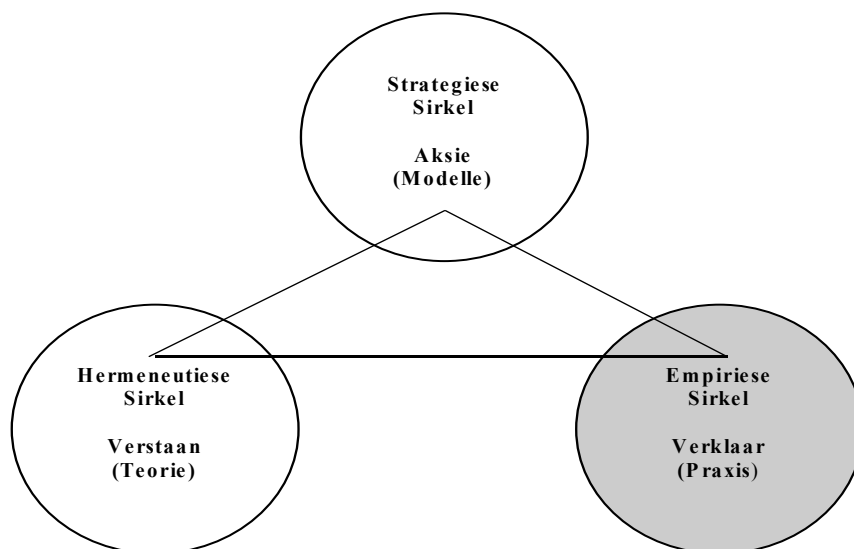 Strategiese
Sirkel
Aksie
(Modelle)
Hermeneutiese
Sirkel
Verstaan
(Teorie)
Empiriese
Sirkel
Verklaar
(Praxis)